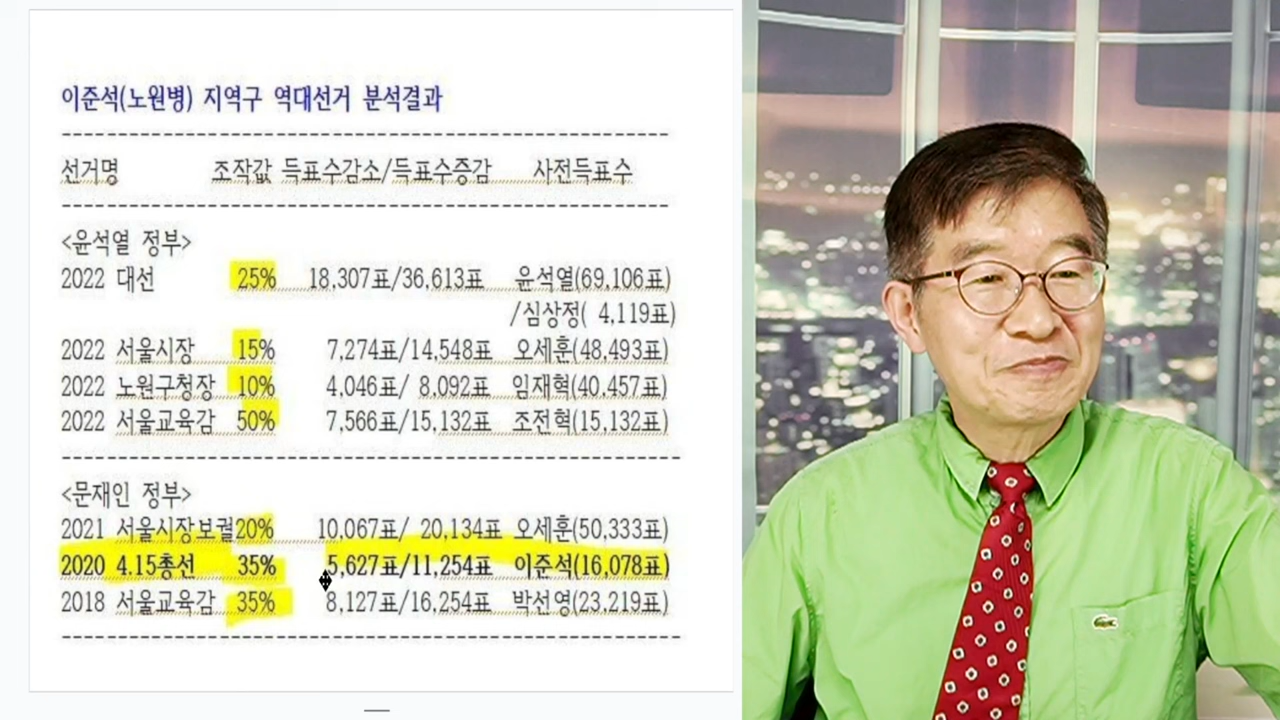 이준석(노원병) 지역구 역대선거 분석결과
선거명 조작값 득표수감소/득표수증감 사전득표수
<윤석열 정부>
2022 대선 25% 18,307표/36,613표 윤석열(69,106표)
/심상정( 4,119표)
2022 서울시장 15% 7,274표/14,548표 오세훈(48,493표)
2022 노원구청장 10% 4,046표/ 8,092표 임재혁(40,457표)
2022 서울교육감 50% 7,566표/15,132표 조전혁(15,132표)
<문재인 정부>
2021 서울시장보궐20% 10,067표/ 20,134표 오세훈(50,333표)
2020 4.15총선 35% 5,627표/11,254표 이준석(16,078표)
2018 서울교육감 35% 8,127표/16,254표 박선영(23,219표)